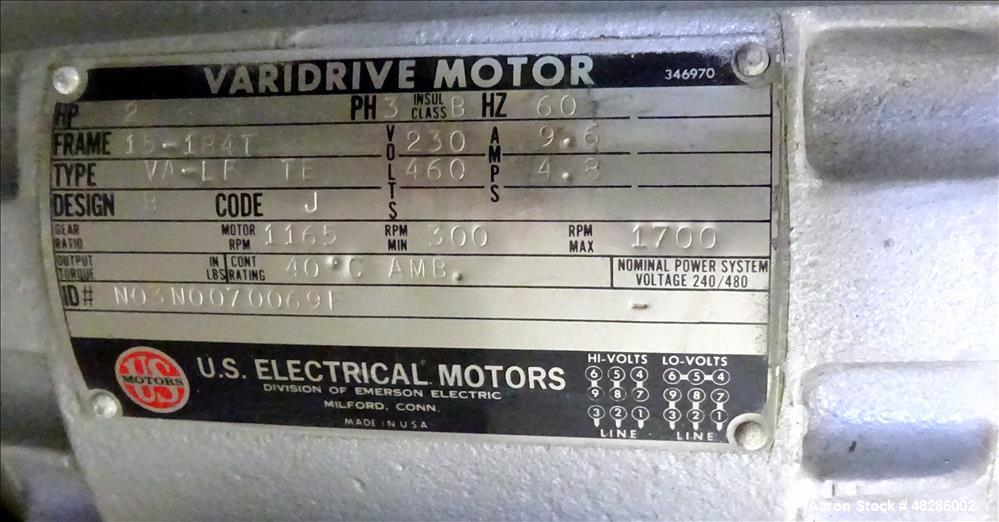 VARIDRIVE MOTOR 346970
HP 2 PH 3 INSUL CLASS B HZ 60
FRAME 15-184T VOLTS 230 AMPS 9.6
TYPE VA-LF TE 460 4.8
DESIGN B CODE J
GEAR RATIO MOTOR RPM 1165 RPM MIN 300 RPM MAX 1700
OUTPUT TORQUE IN LBS CONT RATING 40°C AMB. NOMINAL POWER SYSTEM
VOLTAGE 240/480
ID# N03N0070069F -
US MOTORS
U.S. ELECTRICAL MOTORS
DIVISION OF EMERSON ELECTRIC
MILFORD, CONN.
MADE IN USA
HI-VOLTS LO-VOLTS
6 5 4 6-5-4
9 8 7 9 8 7
3 2 1 3 2 1
LINE LINE
Aaron Stock # 48286002